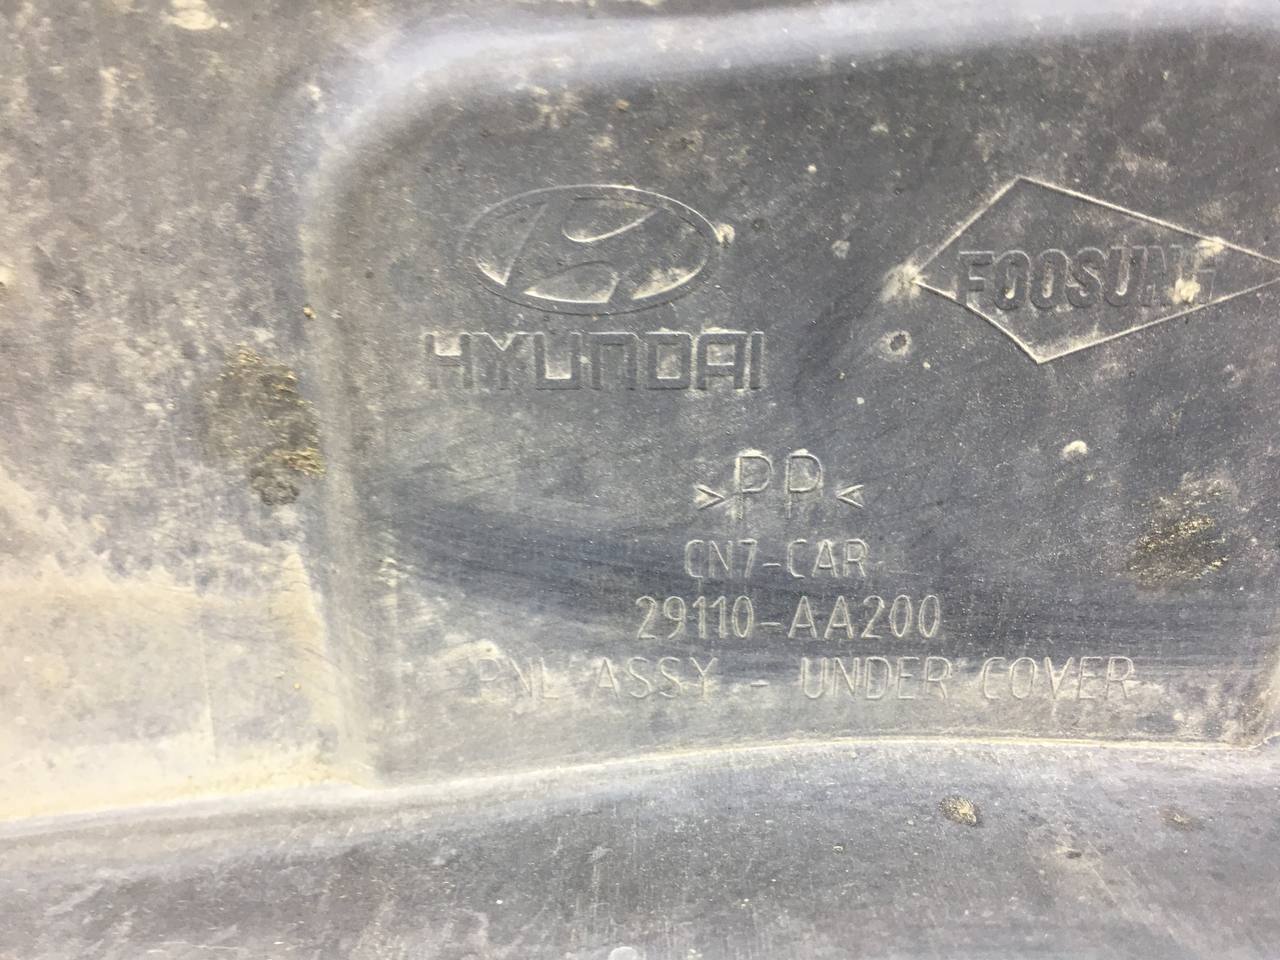 HYUNDAI
FOOSUNG
>PP<
CN7-CAR
29110-AA200
PNL ASSY - UNDER COVER